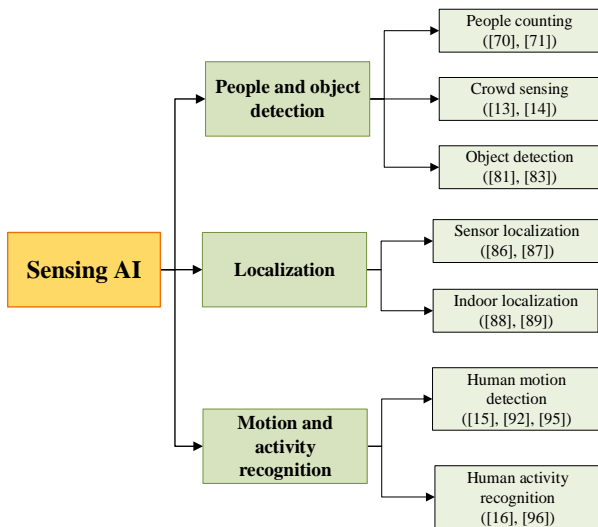 Sensing AI
People and object
detection
People counting
([70], [71])
Crowd sensing
([13], [14])
Object detection
([81], [83])
Localization
Sensor localization
([86], [87])
Indoor localization
([88], [89])
Motion and
activity
recognition
Human motion
detection
([15], [92], [95])
Human activity
recognition
([16], [96])